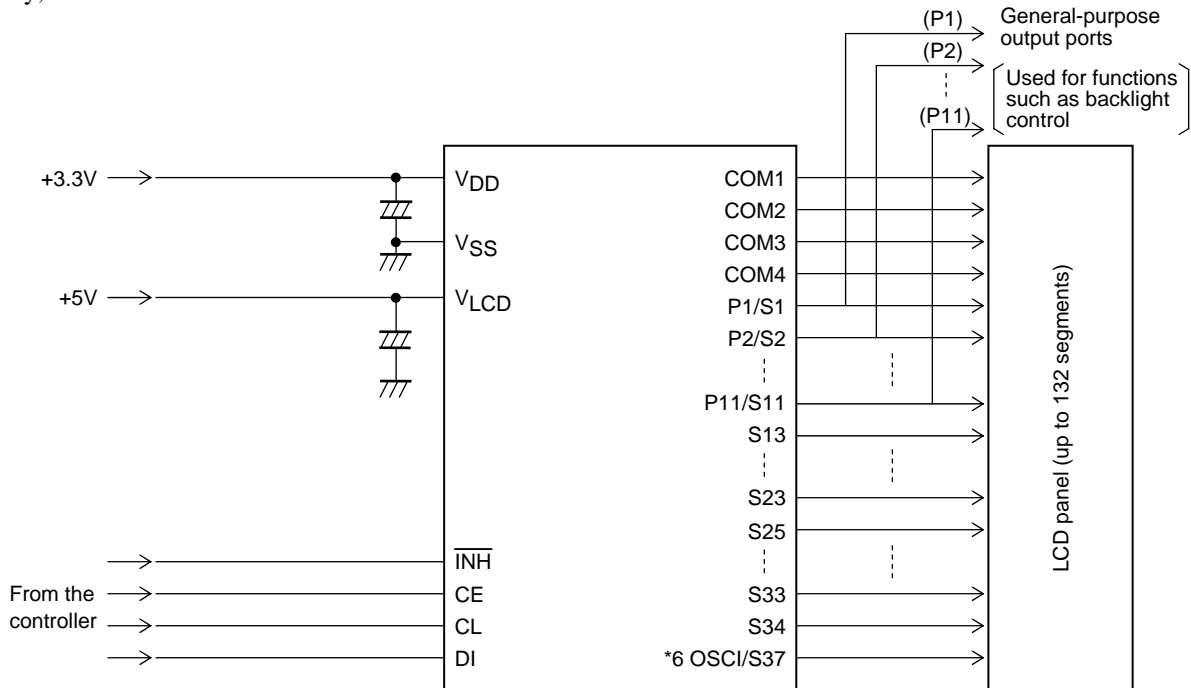 y,
(P1)
General-purpose
output ports
(P2)
Used for functions
such as backlight
control
(P11)
+3.3V
VDD
COM1
COM2
VSS
COM3
COM4
+5V
VLCD
P1/S1
P2/S2
P11/S11
S13
S23
S25
LCD panel (up to 132 segments)
INH
From the
controller
CE
S33
CL
S34
DI
*6 OSCI/S37